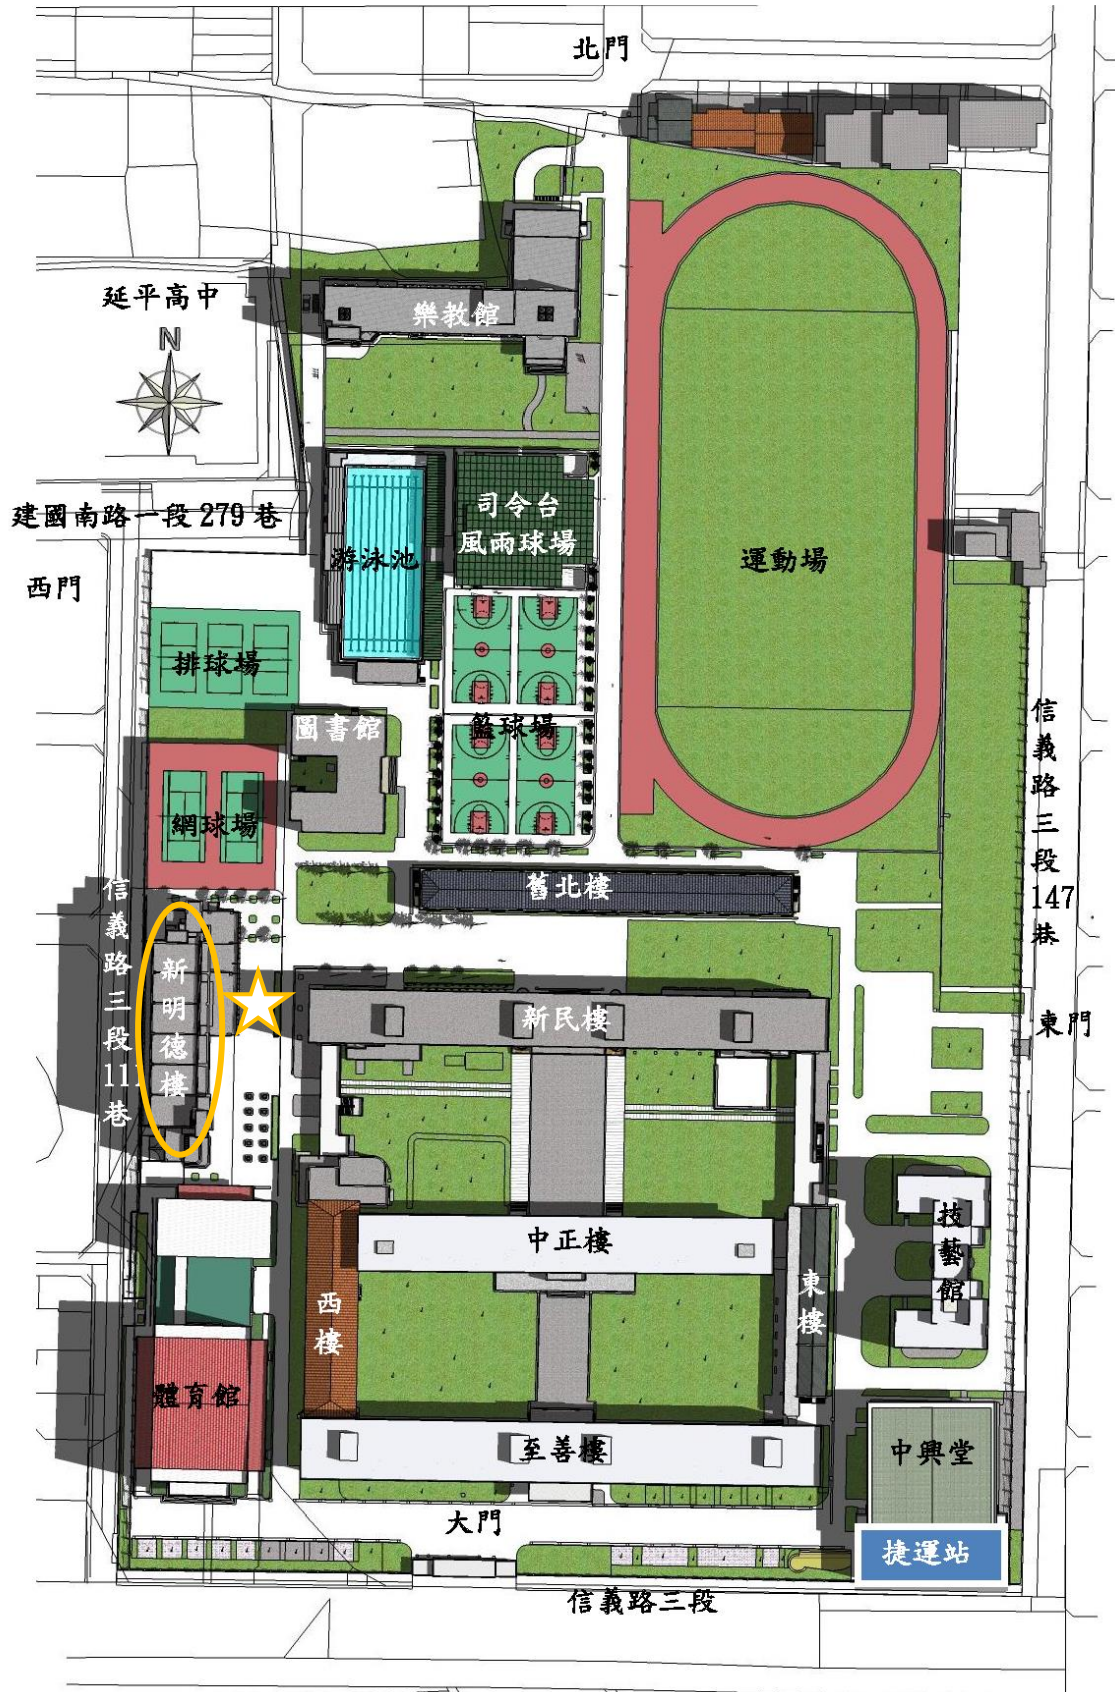 北門
延平高中
N
樂教館
建國南路一段 279 巷
司令台
風雨球場
游泳池
運動場
西門
排球場
圖書館
籃球場
信義路三段147巷
網球場
舊北樓
信義路三段111巷
新明德樓
新民樓
東門
技藝館
中正樓
東樓
西樓
體育館
至善樓
中興堂
大門
捷運站
信義路三段